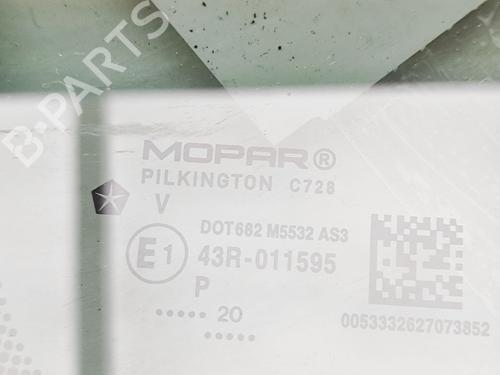 B-PARTS
MOPAR®
PILKINGTON C728
V
DOT682 M5532 AS3
E1 43R-011595
P
..... 20
.....
0053332627073852